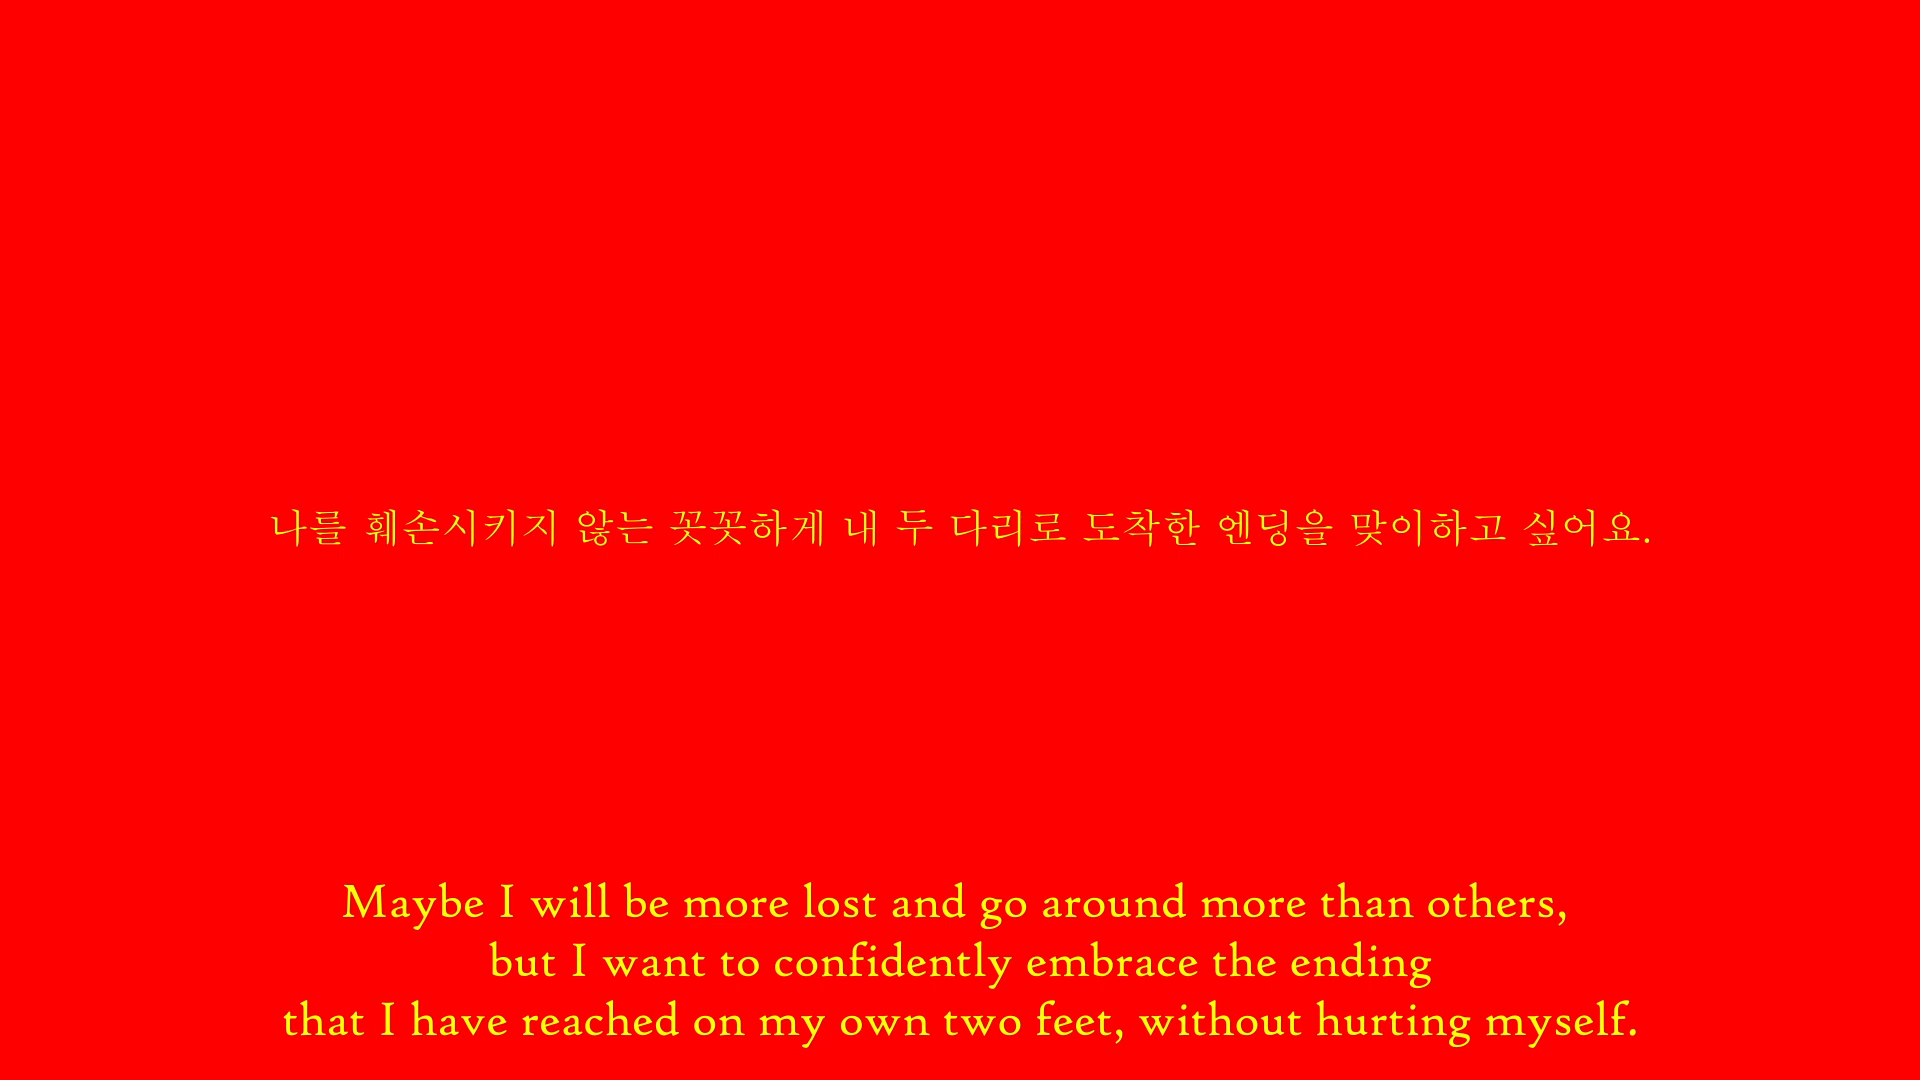 나를 훼손시키지 않는 꼿꼿하게 내 두 다리로 도착한 엔딩을 맞이하고 싶어요.
Maybe I will be more lost and go around more than others,
but I want to confidently embrace the ending
that I have reached on my own two feet, without hurting myself.